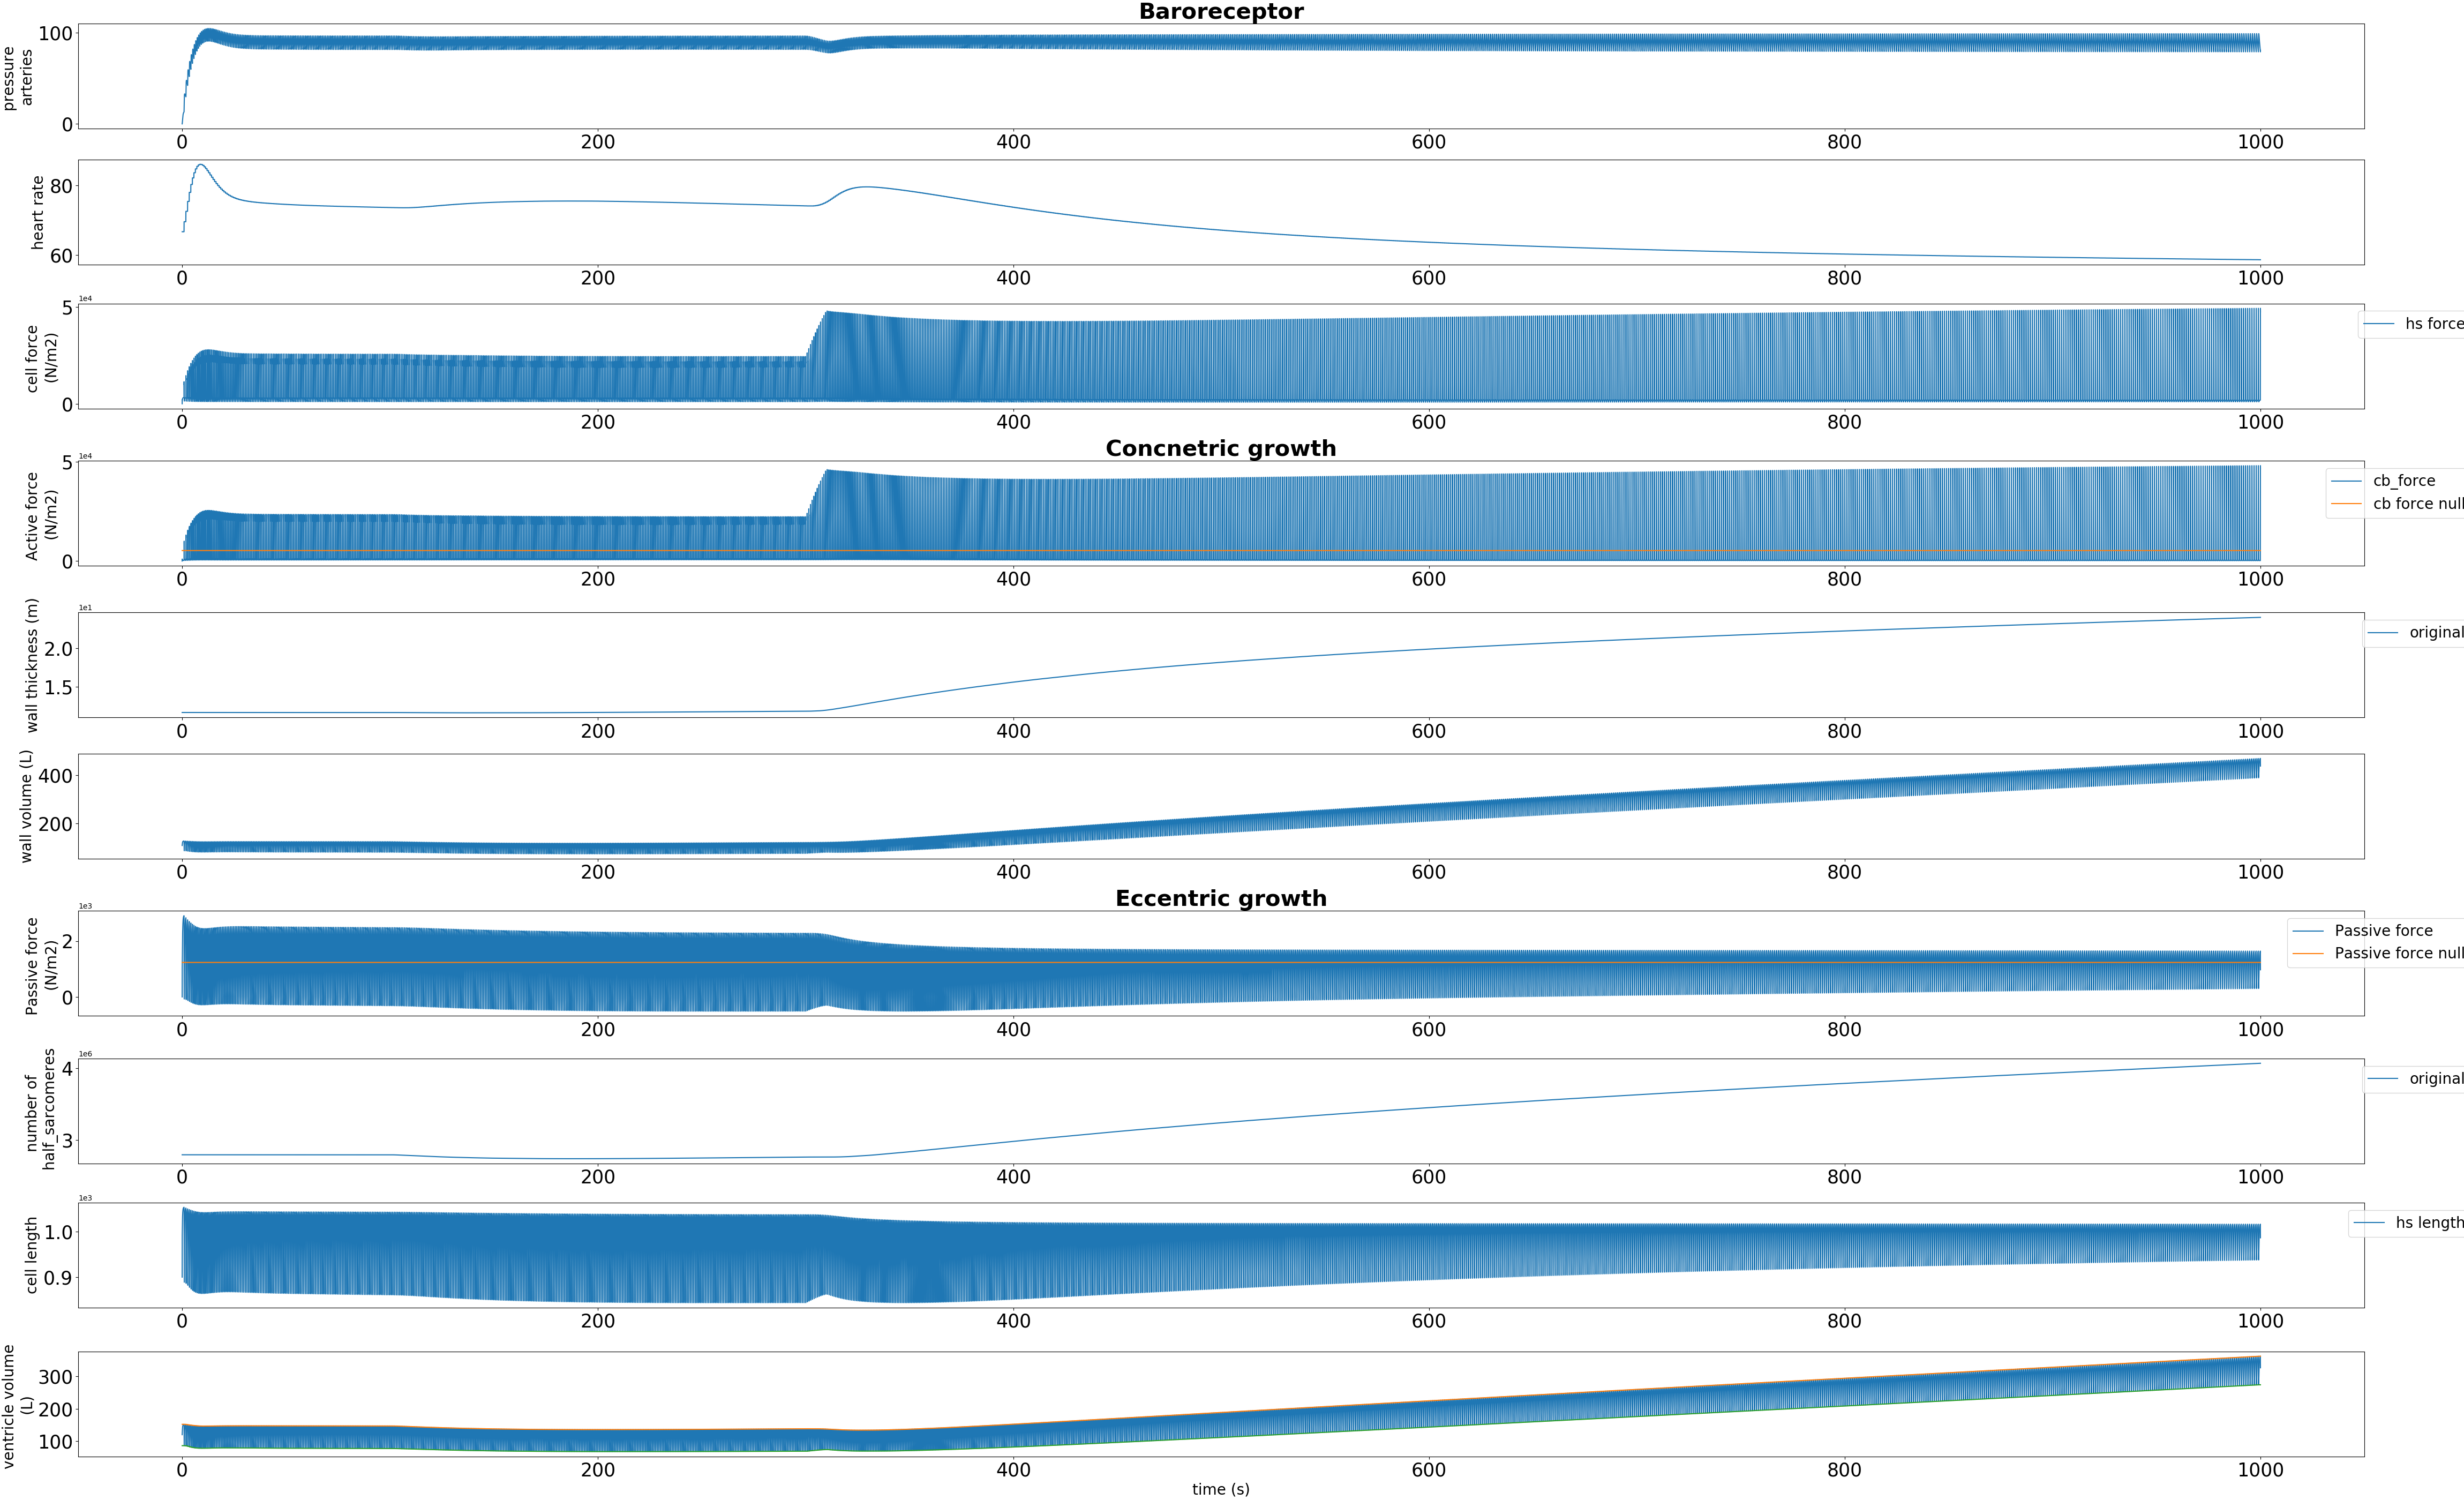 Baroreceptor
pressure
arteries
100
0
0 200 400 600 800 1000
heart rate
80
60
0 200 400 600 800 1000
1e4
cell force
(N/m2)
5
0
hs force
0 200 400 600 800 1000
Concnetric growth
1e4
Active force
(N/m2)
5
0
cb_force
cb force null
0 200 400 600 800 1000
1e1
wall thickness (m)
2.0
1.5
original
0 200 400 600 800 1000
wall volume (L)
400
200
0 200 400 600 800 1000
Eccentric growth
1e3
Passive force
(N/m2)
2
0
Passive force
Passive force null
0 200 400 600 800 1000
1e6
number of
half_sarcomeres
4
3
original
0 200 400 600 800 1000
1e3
cell length
1.0
0.9
hs length
0 200 400 600 800 1000
ventricle volume
(L)
300
200
100
0 200 400 600 800 1000
time (s)